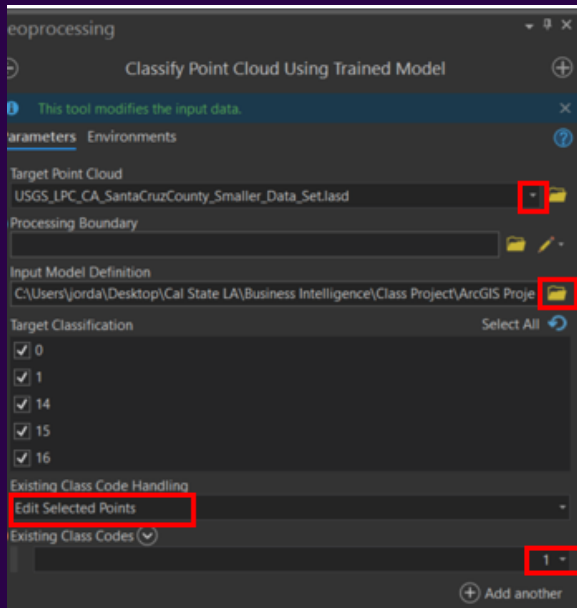 eoprocessing
Classify Point Cloud Using Trained Model
This tool modifies the input data.
Parameters Environments
Target Point Cloud
USGS_LPC_CA_SantaCruzCounty_Smaller_Data_Set.lasd
Processing Boundary
Input Model Definition
C:\Users\jorda\Desktop\Cal State LA\Business Intelligence\Class Project\ArcGIS Proje
Target Classification Select All
0
1
14
15
16
Existing Class Code Handling
Edit Selected Points
Existing Class Codes
1
Add another